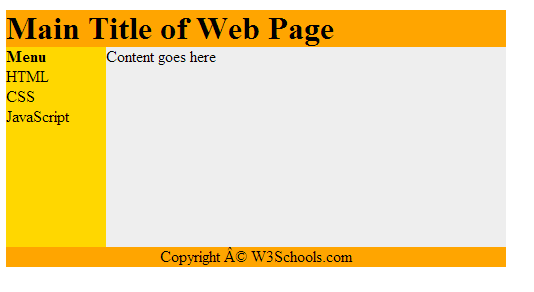 Main Title of Web Page
Menu
HTML
CSS
JavaScript
Content goes here
Copyright Â© W3Schools.com